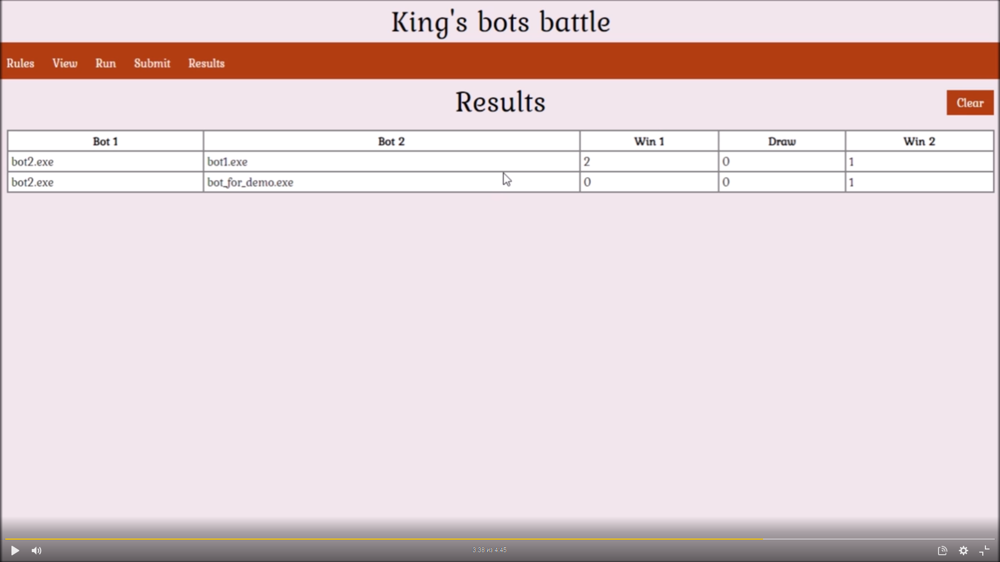 King's bots battle
Rules View Run Submit Results
Results
Clear
Bot 1 Bot 2 Win 1 Draw Win 2
bot2.exe bot1.exe 2 0 1
bot2.exe bot_for_demo.exe 0 0 1
3:38 из 4:45